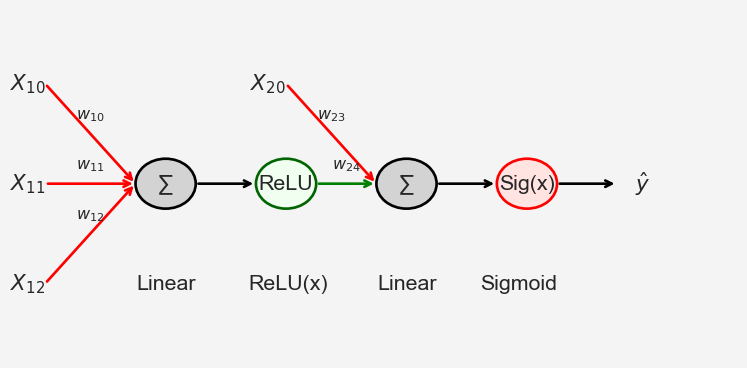 X₁₀ X₂₀
w₁₀ w₂₃
w₁₁ w₂₄
X₁₁ Σ ReLU Σ Sig(x) ŷ
w₁₂
X₁₂ Linear ReLU(x) Linear Sigmoid